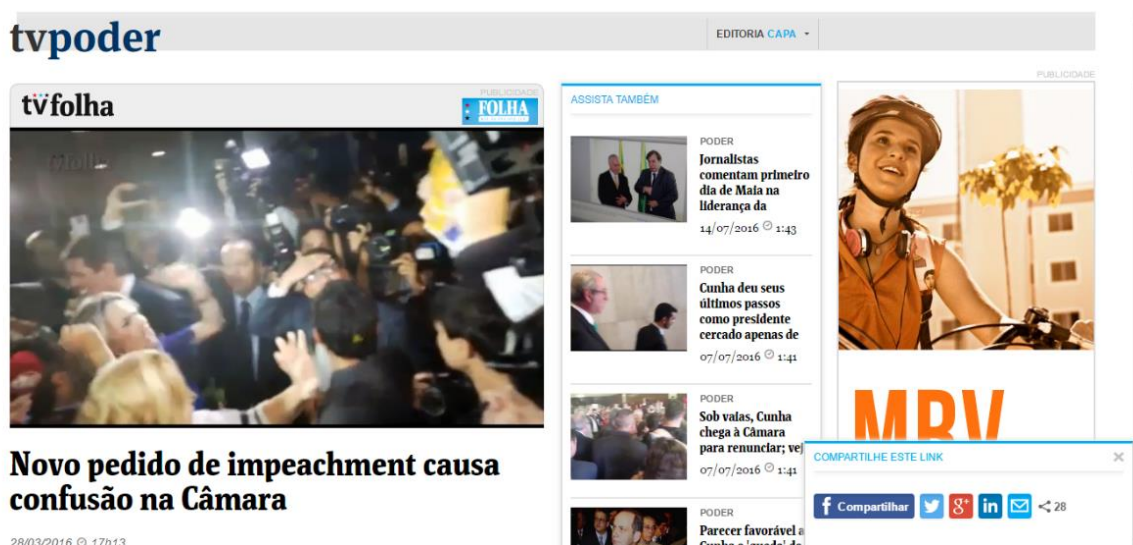 tvpoder
EDITORIA CAPA
PUBLICIDADE
tvfolha
PUBLICIDADE
FOLHA
ASSISTA TAMBÉM
PODER
Jornalistas
comentam primeiro
dia de Maia na
liderança da
14/07/2016 1:43
PODER
Cunha deu seus
últimos passos
como presidente
cercado apenas de
07/07/2016 1:41
PODER
Sob vaias, Cunha
chega à Câmara
para renunciar; vej
07/07/2016 1:41
PODER
Parecer favorável a
MRV
Novo pedido de impeachment causa
confusão na Câmara
28/03/2016 17h13
COMPARTILHE ESTE LINK ×
f Compartilhar g+ in 28